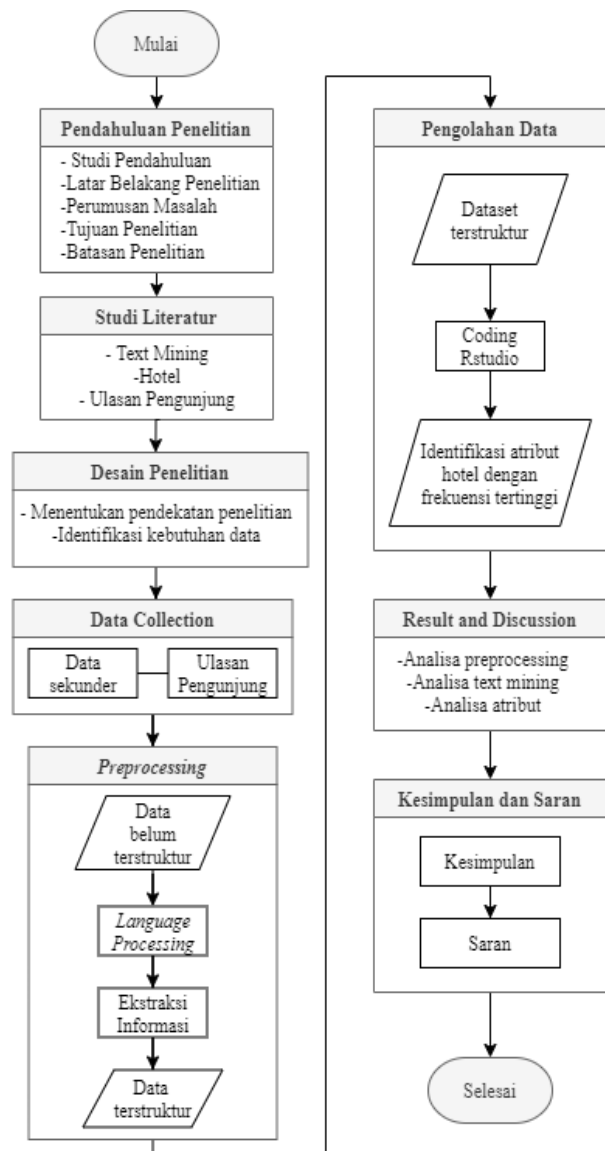 Mulai
Pendahuluan Penelitian
- Studi Pendahuluan
- Latar Belakang Penelitian
- Perumusan Masalah
- Tujuan Penelitian
- Batasan Penelitian
Studi Literatur
- Text Mining
-Hotel
- Ulasan Pengunjung
Desain Penelitian
- Menentukan pendekatan penelitian
-Identifikasi kebutuhan data
Data Collection
Data
sekunder
Ulasan
Pengunjung
Preprocessing
Data
belum
terstruktur
Language
Processing
Ekstraksi
Informasi
Data
terstruktur
Pengolahan Data
Dataset
terstruktur
Coding
Rstudio
Identifikasi atribut
hotel dengan
frekuensi tertinggi
Result and Discussion
-Analisa preprocessing
-Analisa text mining
-Analisa atribut
Kesimpulan dan Saran
Kesimpulan
Saran
Selesai